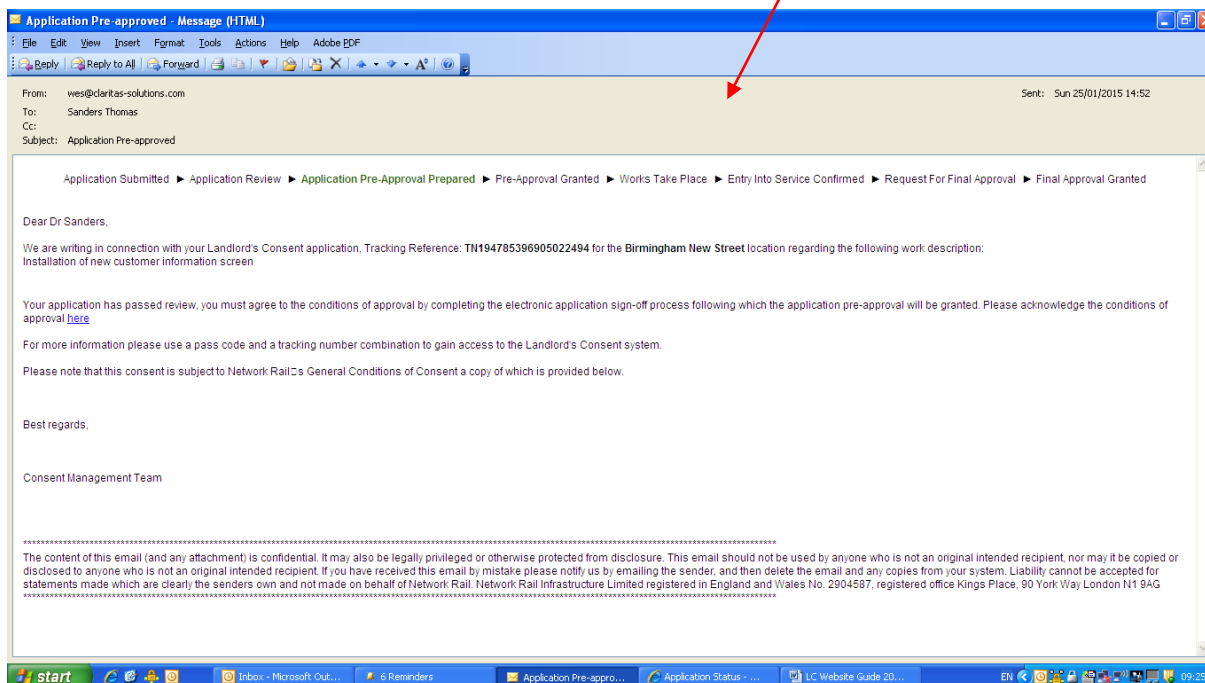 Application Pre-approved - Message (HTML)
File Edit View Insert Format Tools Actions Help Adobe PDF
Reply Reply to All Forward
From: wes@claritas-solutions.com Sent: Sun 25/01/2015 14:52
To: Sanders Thomas
Cc:
Subject: Application Pre-approved
Application Submitted ► Application Review ► Application Pre-Approval Prepared ► Pre-Approval Granted ► Works Take Place ► Entry Into Service Confirmed ► Request For Final Approval ► Final Approval Granted
Dear Dr Sanders,
We are writing in connection with your Landlord's Consent application, Tracking Reference: TN194785396905022494 for the Birmingham New Street location regarding the following work description:
Installation of new customer information screen
Your application has passed review, you must agree to the conditions of approval by completing the electronic application sign-off process following which the application pre-approval will be granted. Please acknowledge the conditions of
approval here
For more information please use a pass code and a tracking number combination to gain access to the Landlord's Consent system.
Please note that this consent is subject to Network Rail□s General Conditions of Consent a copy of which is provided below.
Best regards,
Consent Management Team
The content of this email (and any attachment) is confidential. It may also be legally privileged or otherwise protected from disclosure. This email should not be used by anyone who is not an original intended recipient, nor may it be copied or
disclosed to anyone who is not an original intended recipient. If you have received this email by mistake please notify us by emailing the sender, and then delete the email and any copies from your system. Liability cannot be accepted for
statements made which are clearly the senders own and not made on behalf of Network Rail. Network Rail Infrastructure Limited registered in England and Wales No. 2904587, registered office Kings Place, 90 York Way London N1 9AG
start Inbox - Microsoft Out... 6 Reminders Application Pre-appro... Application Status - ... LC Website Guide 20... EN 09:25